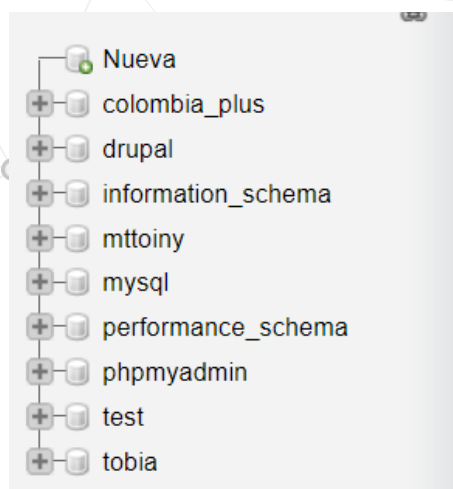 Nueva
colombia_plus
drupal
information_schema
mttoiny
mysql
performance_schema
phpmyadmin
test
tobia